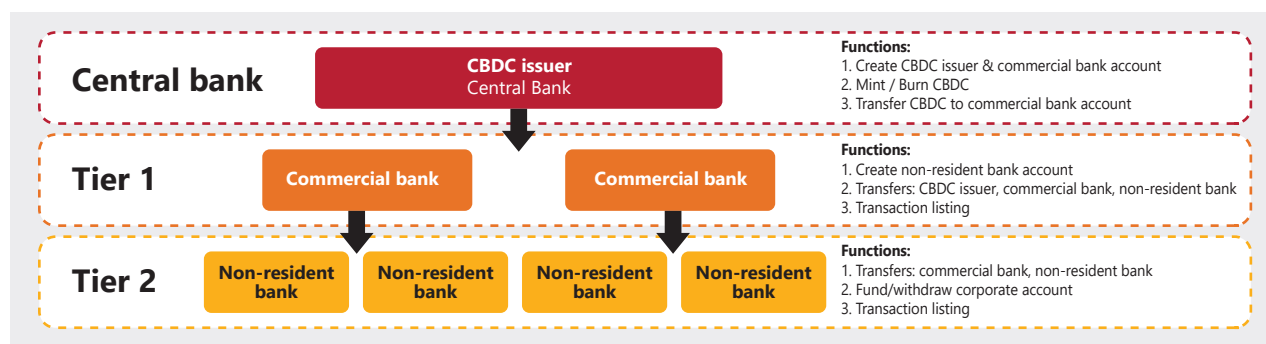 Central bank
CBDC issuer
Central Bank
Functions:
1. Create CBDC issuer & commercial bank account
2. Mint / Burn CBDC
3. Transfer CBDC to commercial bank account
Tier 1
Commercial bank
Commercial bank
Functions:
1. Create non-resident bank account
2. Transfers: CBDC issuer, commercial bank, non-resident bank
3. Transaction listing
Tier 2
Non-resident
bank
Non-resident
bank
Non-resident
bank
Non-resident
bank
Functions:
1. Transfers: commercial bank, non-resident bank
2. Fund/withdraw corporate account
3. Transaction listing